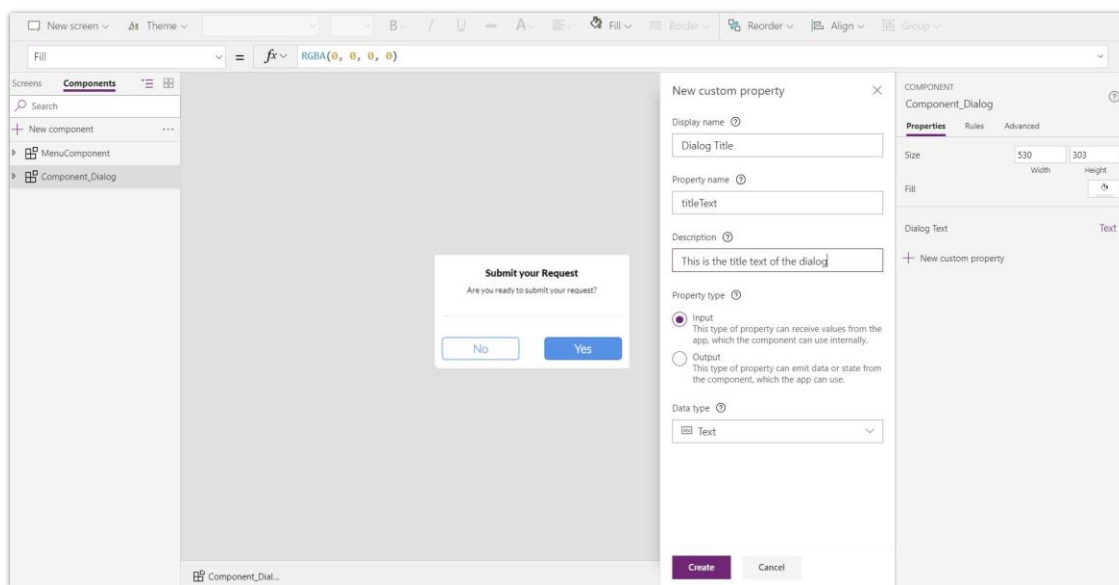 New screen Theme B / U A Fill Border Reorder Align Group
Fill = fx RGBA(0, 0, 0, 0)
Screens Components
Search
New component ...
MenuComponent
Component_Dialog
Submit your Request
Are you ready to submit your request?
No Yes
Component_Dial...
New custom property
Display name
Dialog Title
Property name
titleText
Description
This is the title text of the dialog
Property type
Input
This type of property can receive values from the
app, which the component can use internally.
Output
This type of property can emit data or state from
the component, which the app can use.
Data type
Abc Text
Create Cancel
COMPONENT
Component_Dialog
Properties Rules Advanced
Size 530 303
Width Height
Fill
Dialog Text Text
New custom property